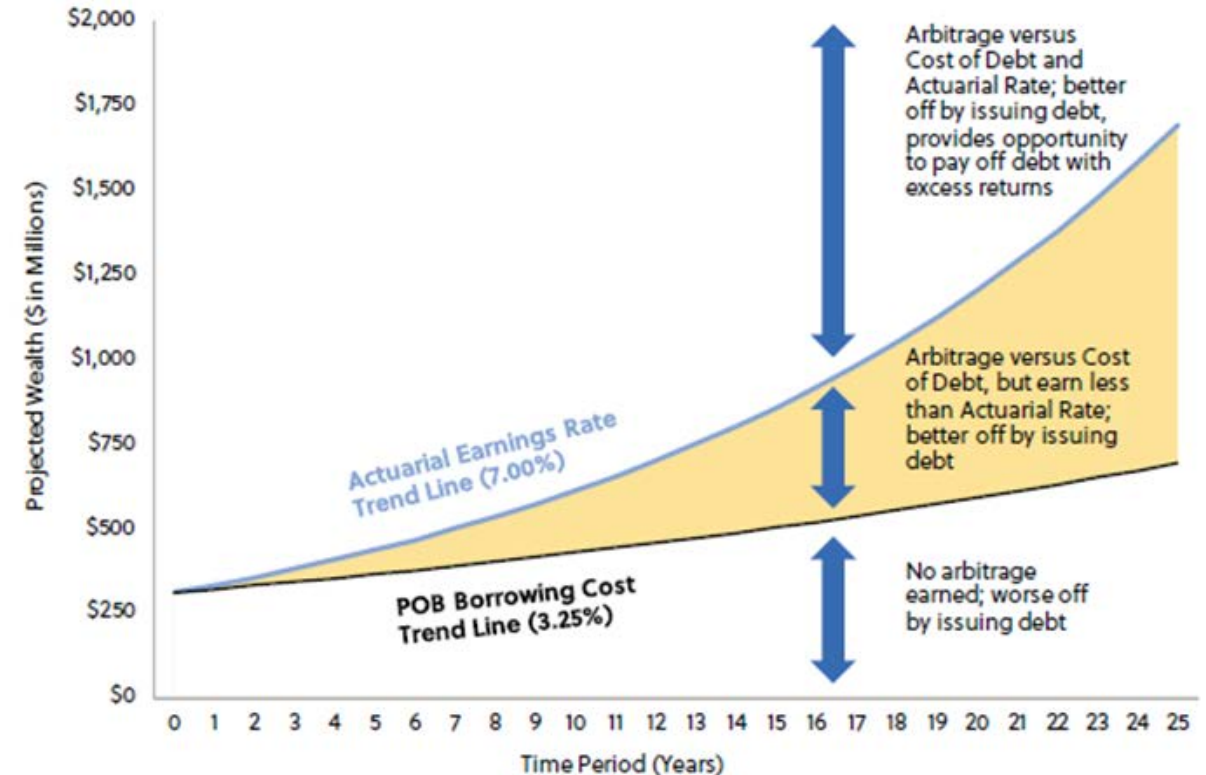 $2,000
$1,750
$1,500
$1,250
$1,000
$750
$500
$250
$0
Projected Wealth ($ in Millions)
Arbitrage versus
Cost of Debt and
Actuarial Rate; better
off by issuing debt,
provides opportunity
to pay off debt with
excess returns
Actuarial Earnings Rate
Trend Line (7.00%)
Arbitrage versus Cost
of Debt, but earn less
than Actuarial Rate;
better off by issuing
debt
POB Borrowing Cost
Trend Line (3.25%)
No arbitrage
earned; worse off
by issuing debt
0 1 2 3 4 5 6 7 8 9 10 11 12 13 14 15 16 17 18 19 20 21 22 23 24 25
Time Period (Years)